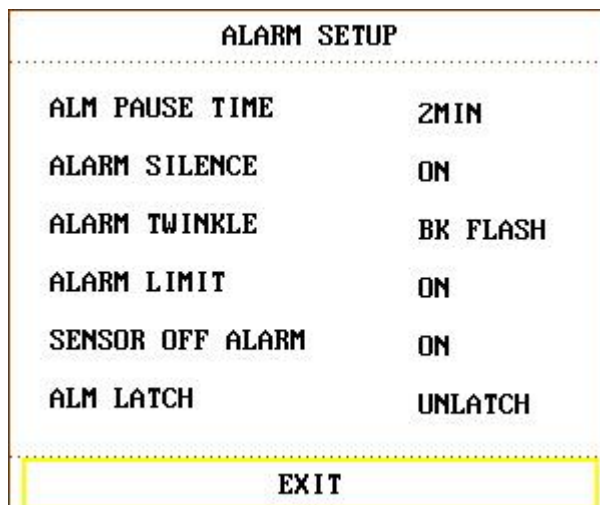 ALARM SETUP
ALM PAUSE TIME 2MIN
ALARM SILENCE ON
ALARM TWINKLE BK FLASH
ALARM LIMIT ON
SENSOR OFF ALARM ON
ALM LATCH UNLATCH
EXIT